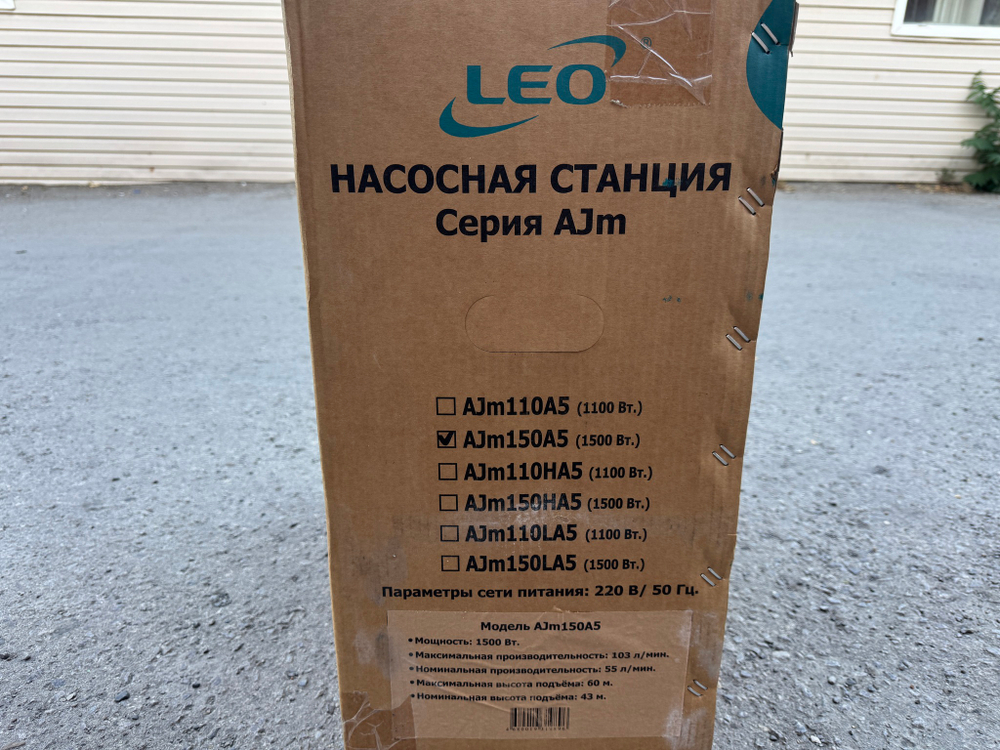 LEO®
НАСОСНАЯ СТАНЦИЯ
Серия AJm
AJm110A5 (1100 Вт.)
AJm150A5 (1500 Вт.)
AJm110HA5 (1100 Вт.)
AJm150HA5 (1500 Вт.)
AJm110LA5 (1100 Вт.)
AJm150LA5 (1500 Вт.)
Параметры сети питания: 220 В/ 50 Гц.
Модель AJm150A5
•Мощность: 1500 Вт.
•Максимальная производительность: 103 л/мин.
•Номинальная производительность: 55 л/мин.
•Максимальная высота подъёма: 60 м.
•Номинальная высота подъёма: 43 м.